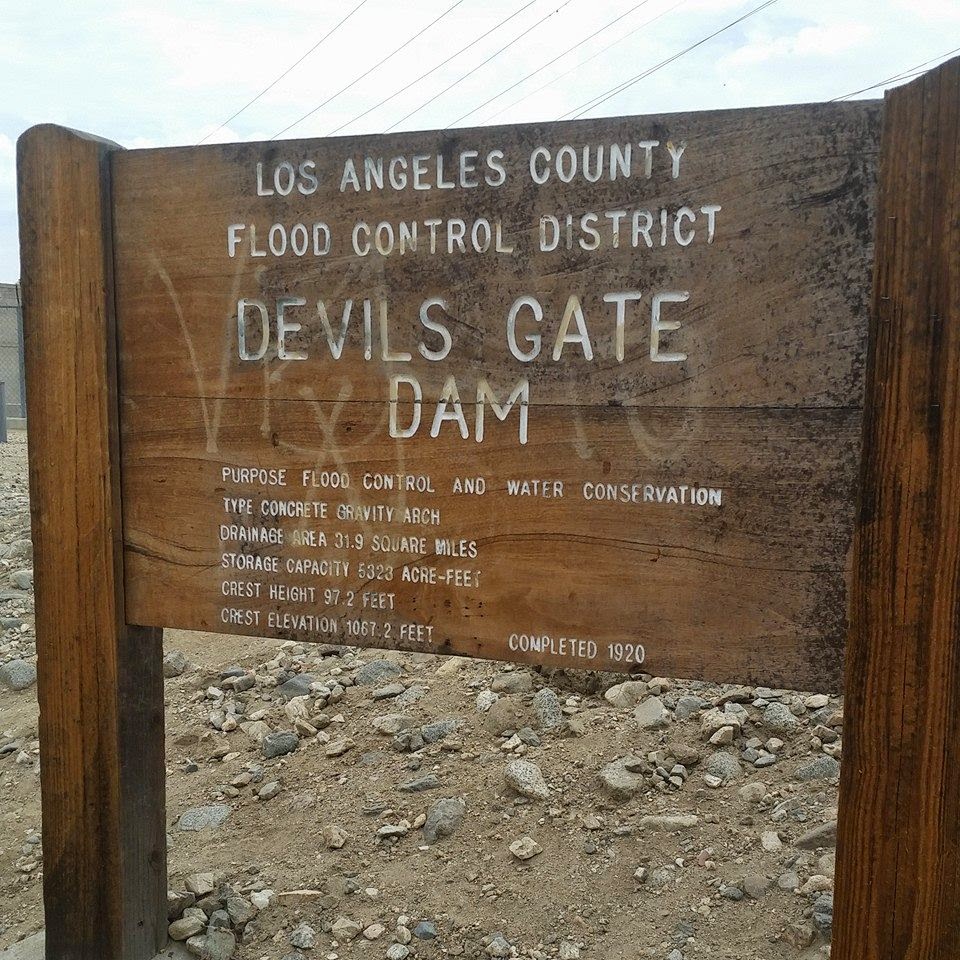 LOS ANGELES COUNTY
FLOOD CONTROL DISTRICT
DEVILS GATE
DAM
PURPOSE FLOOD CONTROL AND WATER CONSERVATION
TYPE CONCRETE GRAVITY ARCH
DRAINAGE AREA 31.9 SQUARE MILES
STORAGE CAPACITY 5323 ACRE-FEET
CREST HEIGHT 97.2 FEET
CREST ELEVATION 1067.2 FEET
COMPLETED 1920